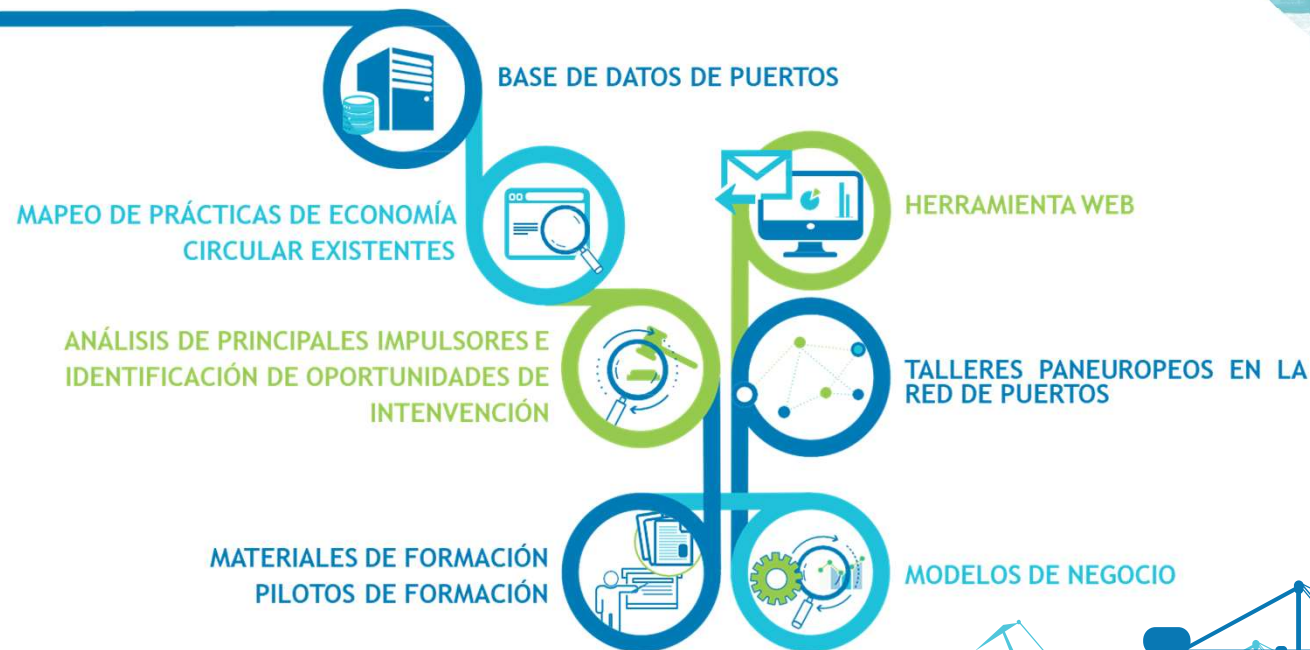 BASE DE DATOS DE PUERTOS
MAPEO DE PRÁCTICAS DE ECONOMÍA
CIRCULAR EXISTENTES
ANÁLISIS DE PRINCIPALES IMPULSORES E
IDENTIFICACIÓN DE OPORTUNIDADES DE
INTENVENCIÓN
MATERIALES DE FORMACIÓN
PILOTOS DE FORMACIÓN
MODELOS DE NEGOCIO
TALLERES PANEUROPEOS EN LA
RED DE PUERTOS
HERRAMIENTA WEB